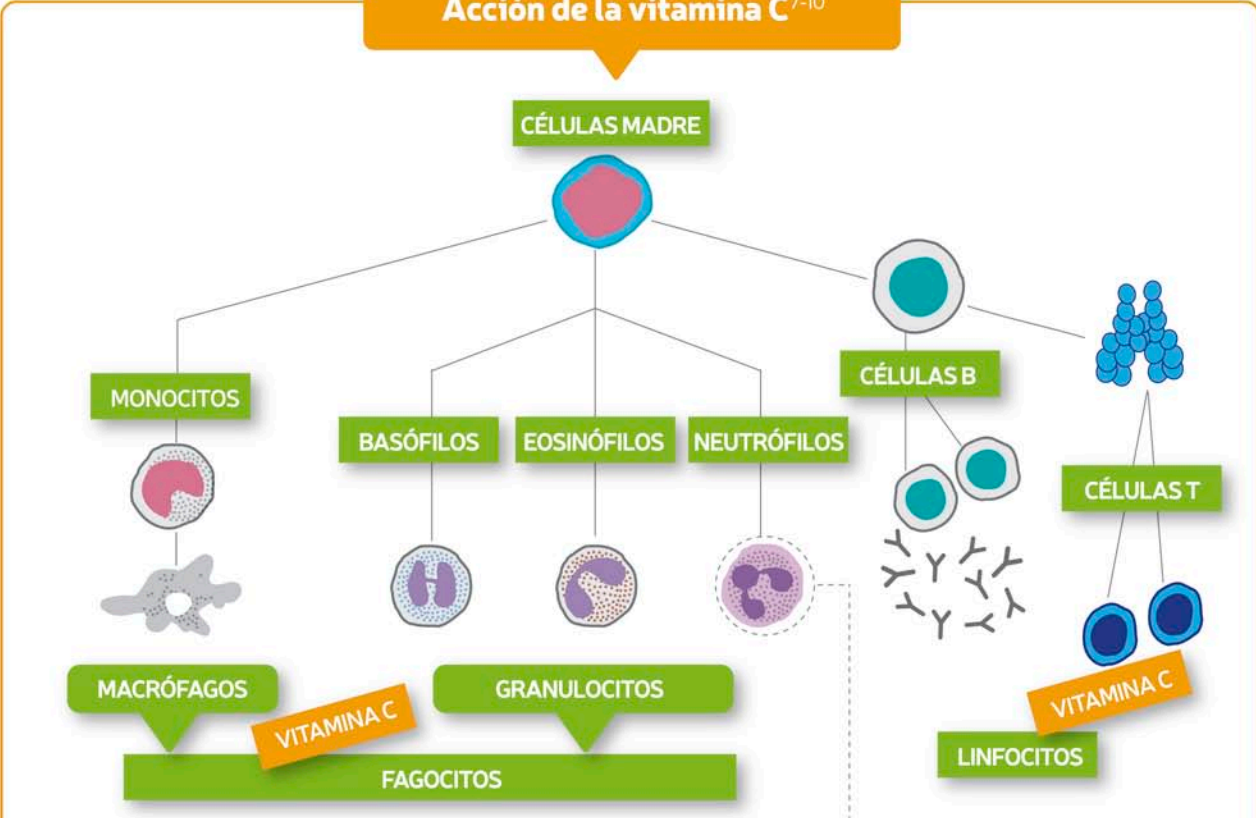 Acción de la vitamina C7-10
CÉLULAS MADRE
MONOCITOS
BASÓFILOS
EOSINÓFILOS
NEUTRÓFILOS
CÉLULAS B
CÉLULAS T
MACRÓFAGOS
VITAMINA C
GRANULOCITOS
FAGOCITOS
VITAMINA C
LINFOCITOS